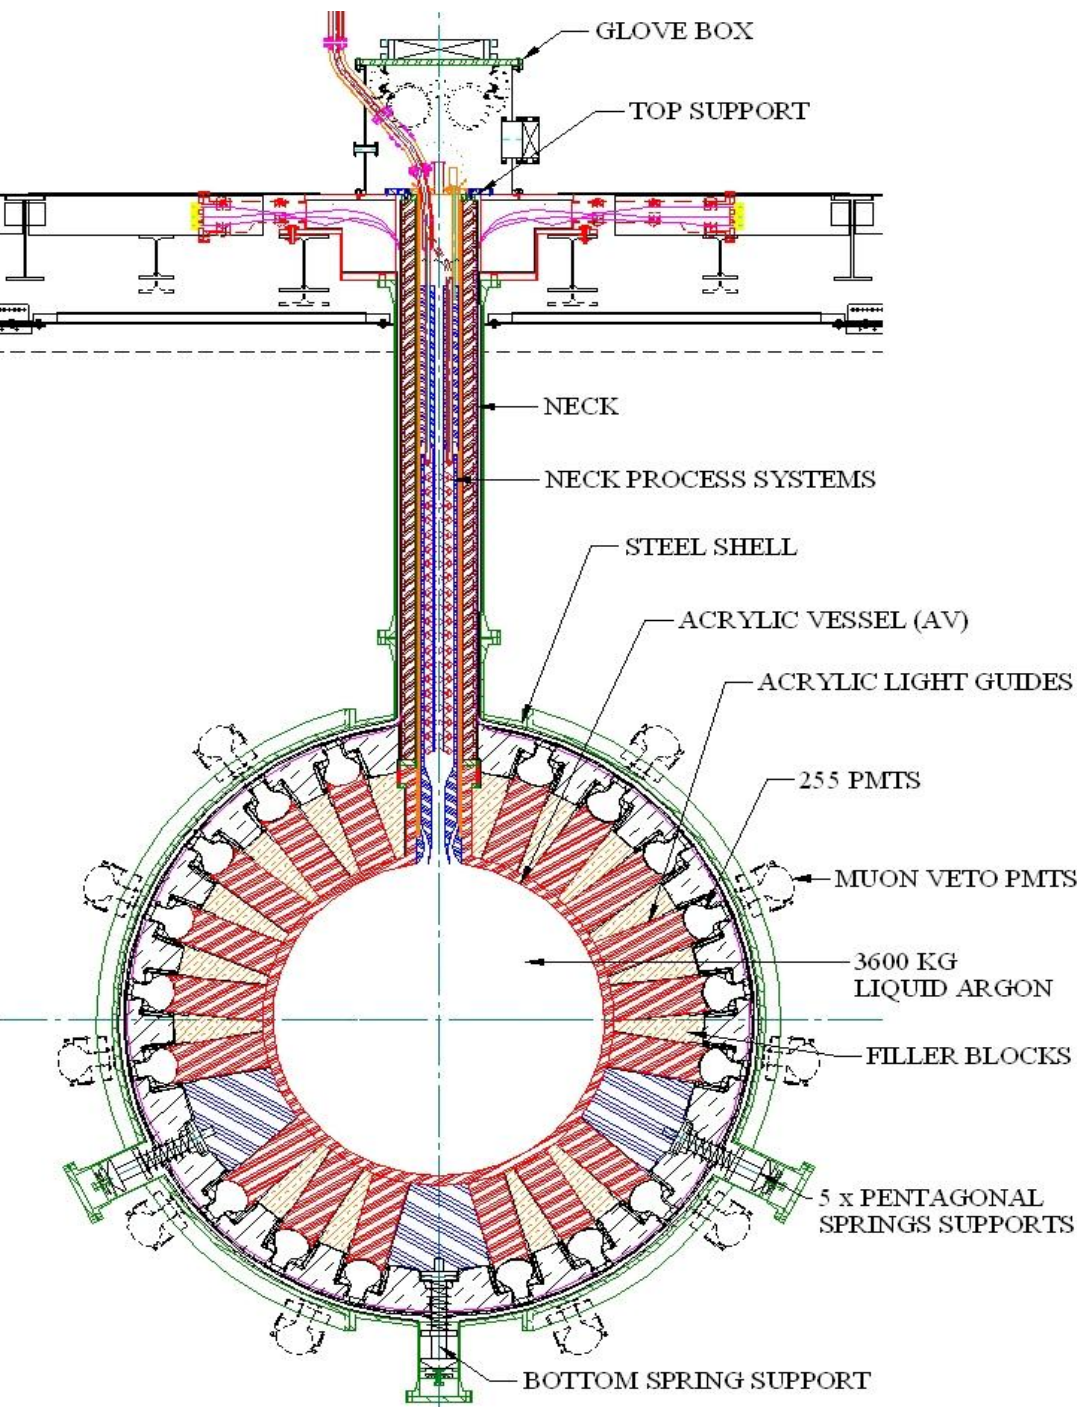 GLOVE BOX
TOP SUPPORT
NECK
NECK PROCESS SYSTEMS
STEEL SHELL
ACRYLIC VESSEL (AV)
ACRYLIC LIGHT GUIDES
255 PMTS
MUON VETO PMTS
3600 KG
LIQUID ARGON
FILLER BLOCKS
5 x PENTAGONAL
SPRINGS SUPPORTS
BOTTOM SPRING SUPPORT